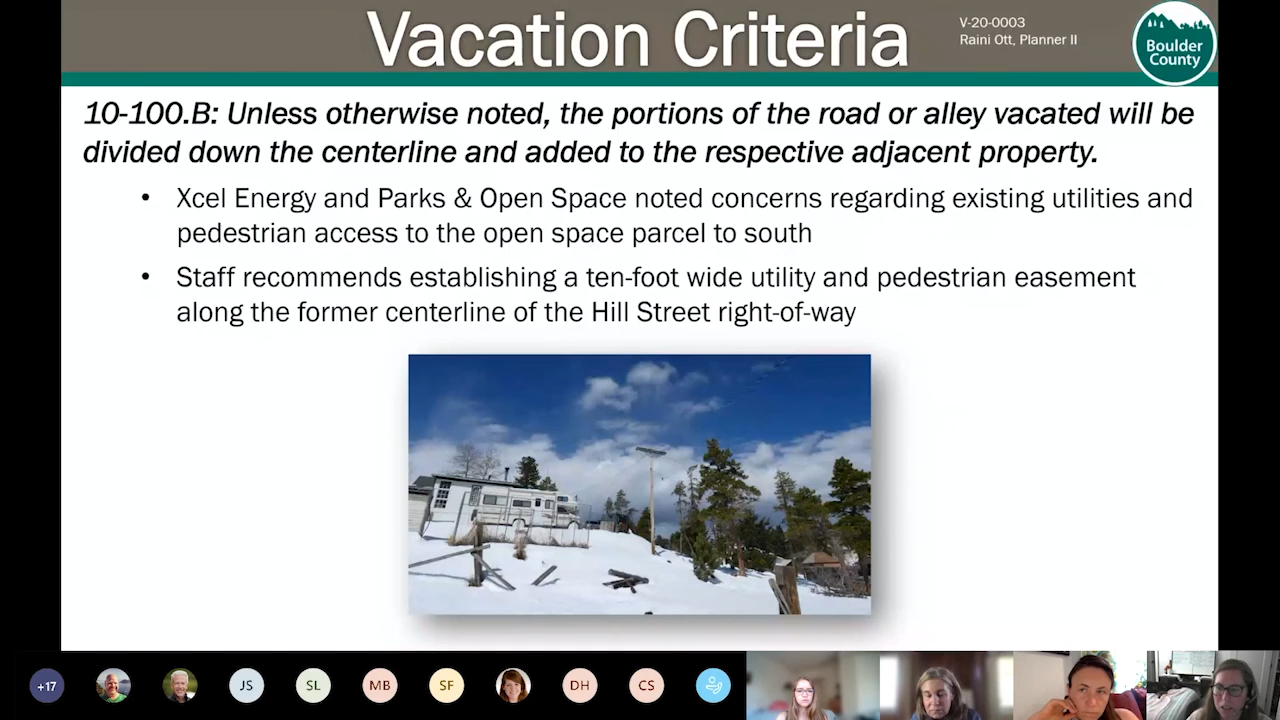 Vacation Criteria
V-20-0003
Raini Ott, Planner II
Boulder
County
10-100.B: Unless otherwise noted, the portions of the road or alley vacated will be
divided down the centerline and added to the respective adjacent property.
• Xcel Energy and Parks & Open Space noted concerns regarding existing utilities and
pedestrian access to the open space parcel to south
• Staff recommends establishing a ten-foot wide utility and pedestrian easement
along the former centerline of the Hill Street right-of-way
+17
JS
SL
MB
SF
DH
CS